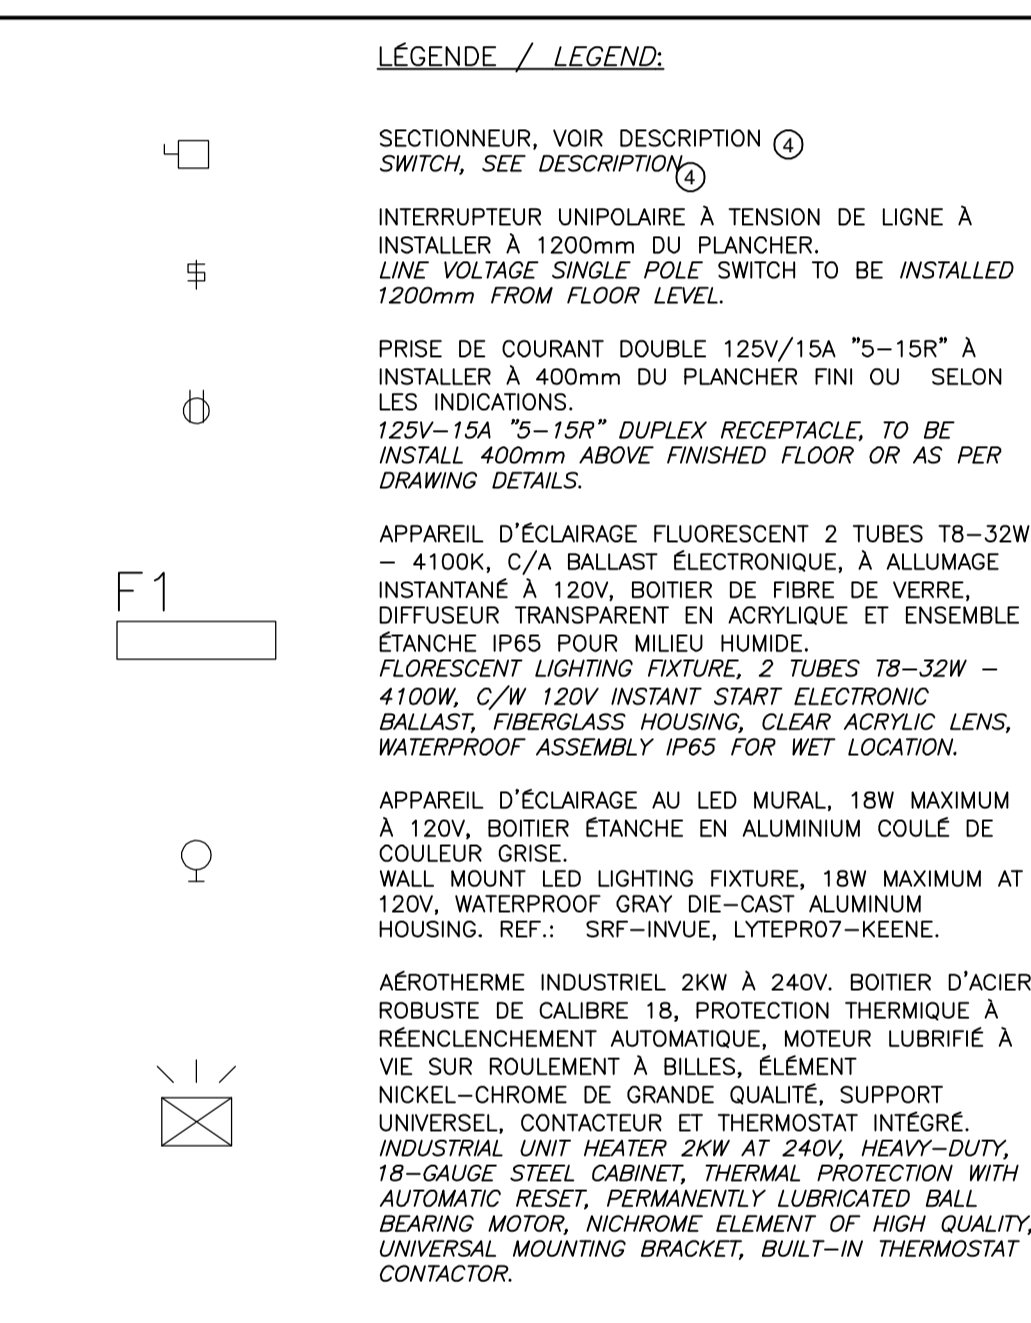 LÉGENDE / LEGEND:
SECTIONNEUR, VOIR DESCRIPTION 4
SWITCH, SEE DESCRIPTION 4
INTERRUPTEUR UNIPOLAIRE À TENSION DE LIGNE À
INSTALLER À 1200mm DU PLANCHER.
$
LINE VOLTAGE SINGLE POLE SWITCH TO BE INSTALLED
1200mm FROM FLOOR LEVEL.
PRISE DE COURANT DOUBLE 125V/15A "5-15R" À
INSTALLER À 400mm DU PLANCHER FINI OU SELON
LES INDICATIONS.
125V-15A "5-15R" DUPLEX RECEPTACLE, TO BE
INSTALL 400mm ABOVE FINISHED FLOOR OR AS PER
DRAWING DETAILS.
F1
APPAREIL D'ÉCLAIRAGE FLUORESCENT 2 TUBES T8-32W
- 4100K, C/A BALLAST ÉLECTRONIQUE, À ALLUMAGE
INSTANTANÉ À 120V, BOITIER DE FIBRE DE VERRE,
DIFFUSEUR TRANSPARENT EN ACRYLIQUE ET ENSEMBLE
ÉTANCHE IP65 POUR MILIEU HUMIDE.
FLORESCENT LIGHTING FIXTURE, 2 TUBES T8-32W -
4100W, C/W 120V INSTANT START ELECTRONIC
BALLAST, FIBERGLASS HOUSING, CLEAR ACRYLIC LENS,
WATERPROOF ASSEMBLY IP65 FOR WET LOCATION.
APPAREIL D'ÉCLAIRAGE AU LED MURAL, 18W MAXIMUM
À 120V, BOITIER ÉTANCHE EN ALUMINIUM COULÉ DE
COULEUR GRISE.
WALL MOUNT LED LIGHTING FIXTURE, 18W MAXIMUM AT
120V, WATERPROOF GRAY DIE-CAST ALUMINUM
HOUSING. REF.: SRF-INVUE, LYTEPRO7-KEENE.
AÉROTHERME INDUSTRIEL 2KW À 240V. BOITIER D'ACIER
ROBUSTE DE CALIBRE 18, PROTECTION THERMIQUE À
RÉENCLENCHEMENT AUTOMATIQUE, MOTEUR LUBRIFIÉ À
VIE SUR ROULEMENT À BILLES, ÉLÉMENT
NICKEL-CHROME DE GRANDE QUALITÉ, SUPPORT
UNIVERSEL, CONTACTEUR ET THERMOSTAT INTÉGRÉ.
INDUSTRIAL UNIT HEATER 2KW AT 240V, HEAVY-DUTY,
18-GAUGE STEEL CABINET, THERMAL PROTECTION WITH
AUTOMATIC RESET, PERMANENTLY LUBRICATED BALL
BEARING MOTOR, NICHROME ELEMENT OF HIGH QUALITY,
UNIVERSAL MOUNTING BRACKET, BUILT-IN THERMOSTAT
CONTACTOR.